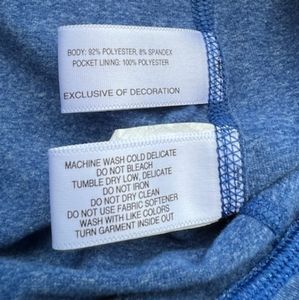 BODY: 92% POLYESTER, 8% SPANDEX
POCKET LINING: 100% POLYESTER
EXCLUSIVE OF DECORATION
MACHINE WASH COLD DELICATE
DO NOT BLEACH
TUMBLE DRY LOW, DELICATE
DO NOT IRON
DO NOT DRY CLEAN
DO NOT USE FABRIC SOFTENER
WASH WITH LIKE COLORS
TURN GARMENT INSIDE OUT